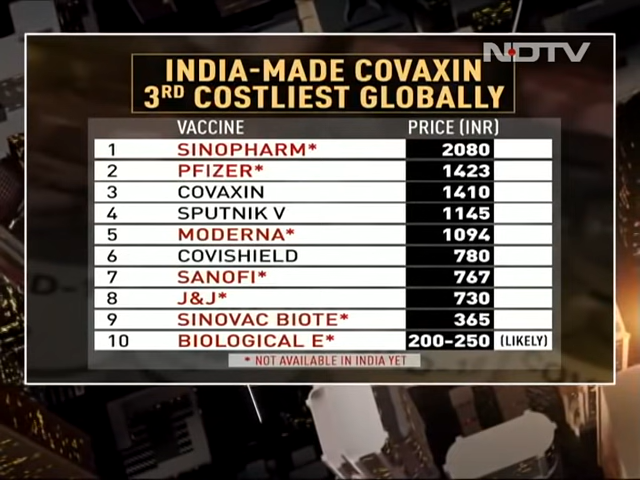 NDTV
INDIA-MADE COVAXIN
3RD COSTLIEST GLOBALLY
VACCINE PRICE (INR)
1 SINOPHARM* 2080
2 PFIZER* 1423
3 COVAXIN 1410
4 SPUTNIK V 1145
5 MODERNA* 1094
6 COVISHIELD 780
7 SANOFI* 767
8 J&J* 730
9 SINOVAC BIOTE* 365
10 BIOLOGICAL E* 200-250 (LIKELY)
* NOT AVAILABLE IN INDIA YET